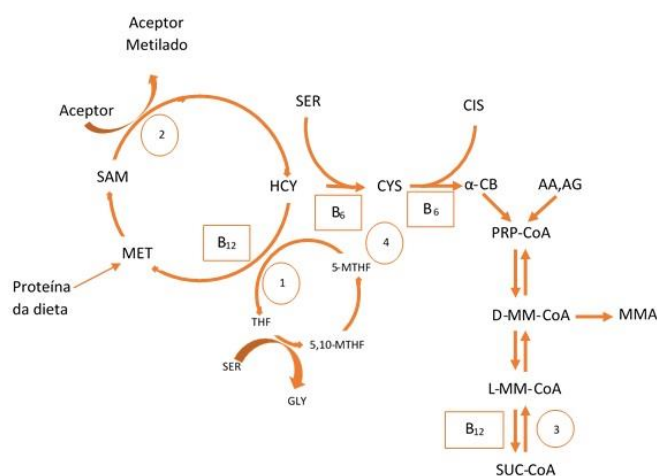 Aceptor
Metilado
Aceptor
2
SER
CIS
SAM
HCY
CYS
α-CB
AA,AG
B6
B6
B12
4
PRP-CoA
MET
5-MTHF
Proteína
da dieta
1
THF
5,10-MTHF
D-MM-CoA
MMA
SER
GLY
L-MM-CoA
B12
3
SUC-CoA